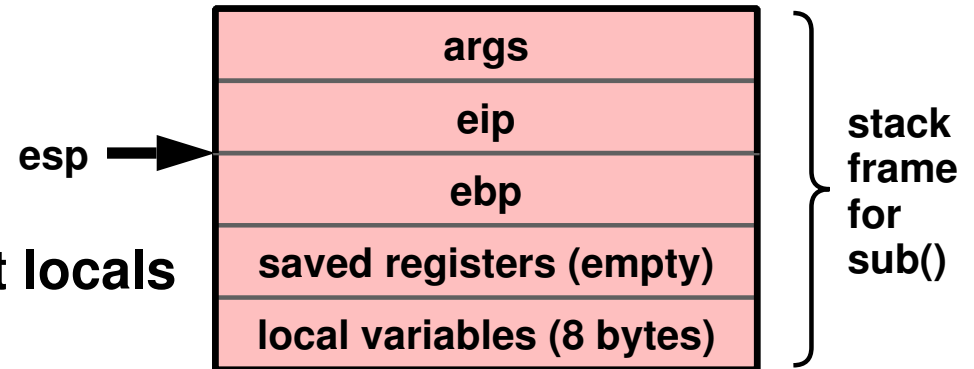 args
eip
esp
ebp
t locals
saved registers (empty)
local variables (8 bytes)
stack
frame
for
sub()